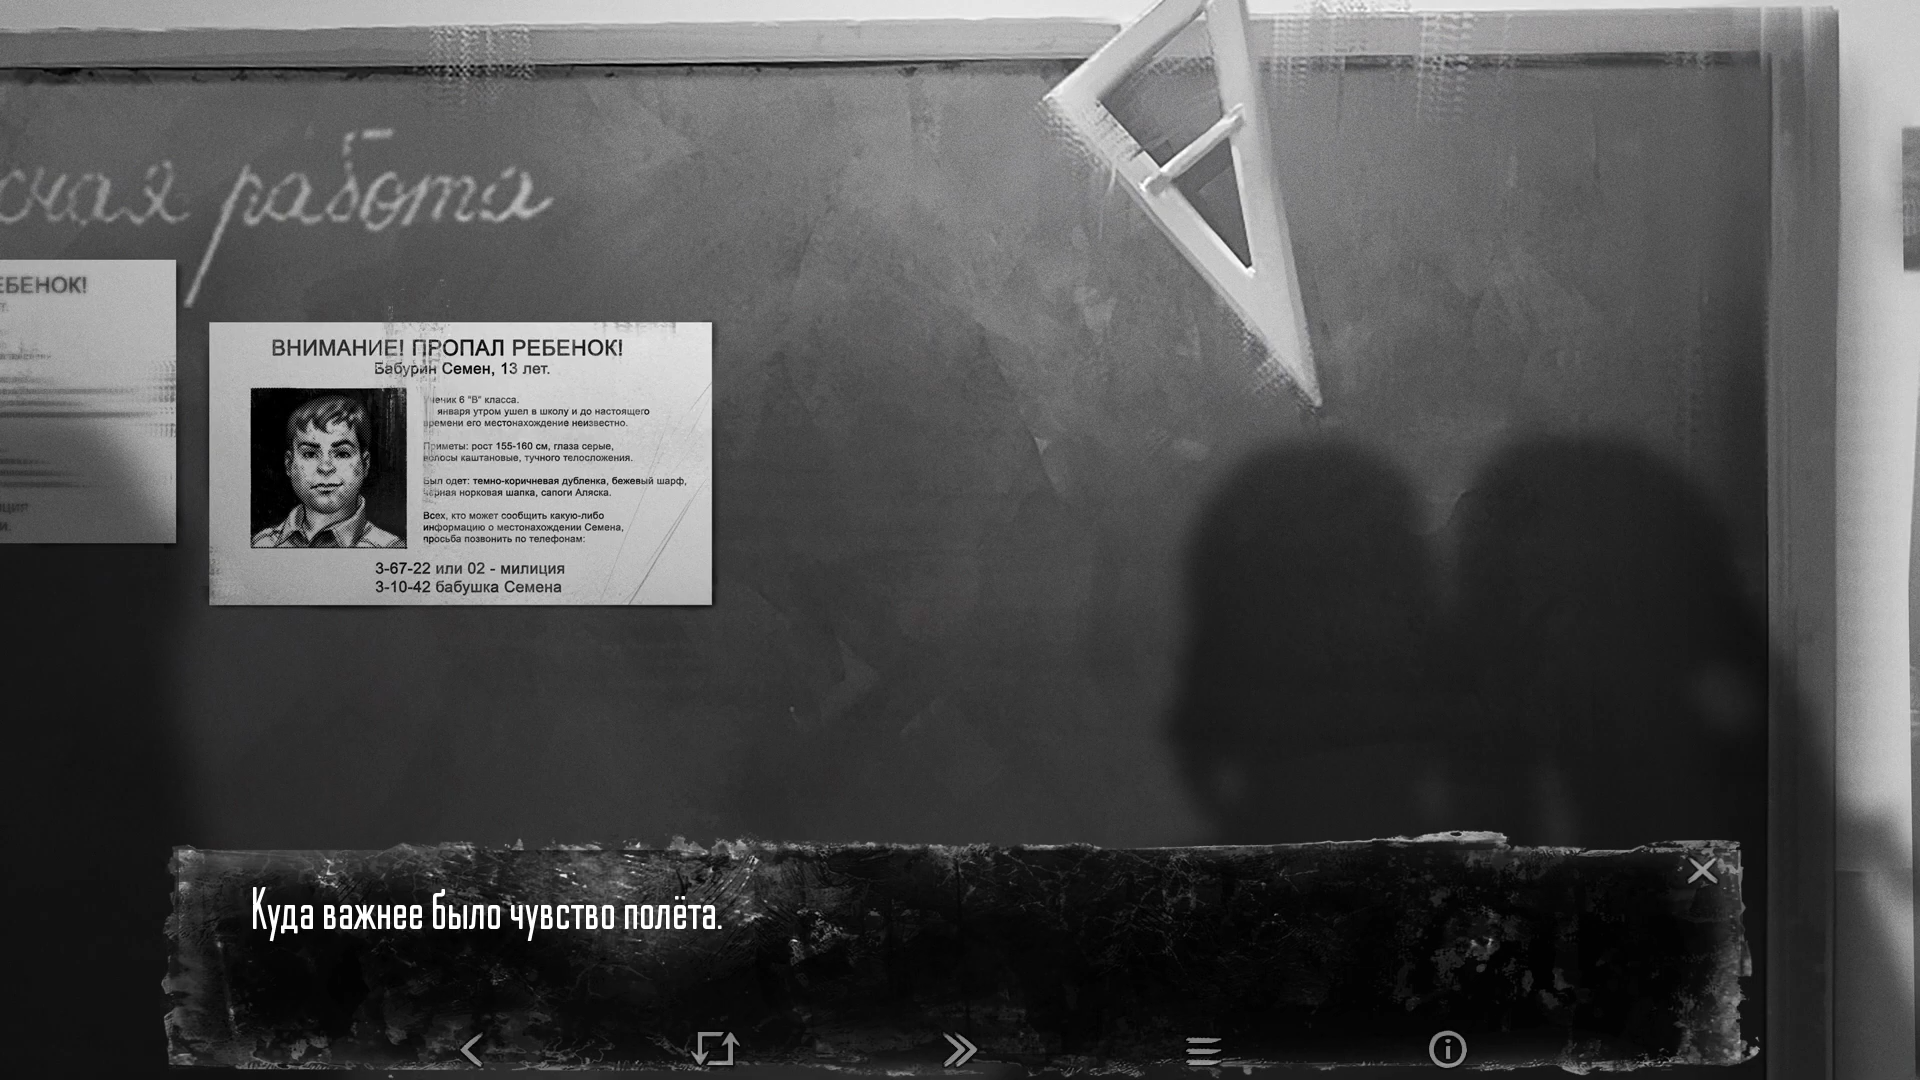 сная работа
ЕБЕНОК!
ВНИМАНИЕ! ПРОПАЛ РЕБЕНОК!
Бабурин Семен, 13 лет.
Ученик 6 "В" класса.
января утром ушел в школу и до настоящего
времени его местонахождение неизвестно.
Приметы: рост 155-160 см, глаза серые,
волосы каштановые, тучного телосложения.
Был одет: темно-коричневая дубленка, бежевый шарф,
черная норковая шапка, сапоги Аляска.
Всех, кто может сообщить какую-либо
информацию о местонахождении Семена,
просьба позвонить по телефонам:
3-67-22 или 02 - милиция
3-10-42 бабушка Семена
Куда важнее было чувство полёта.